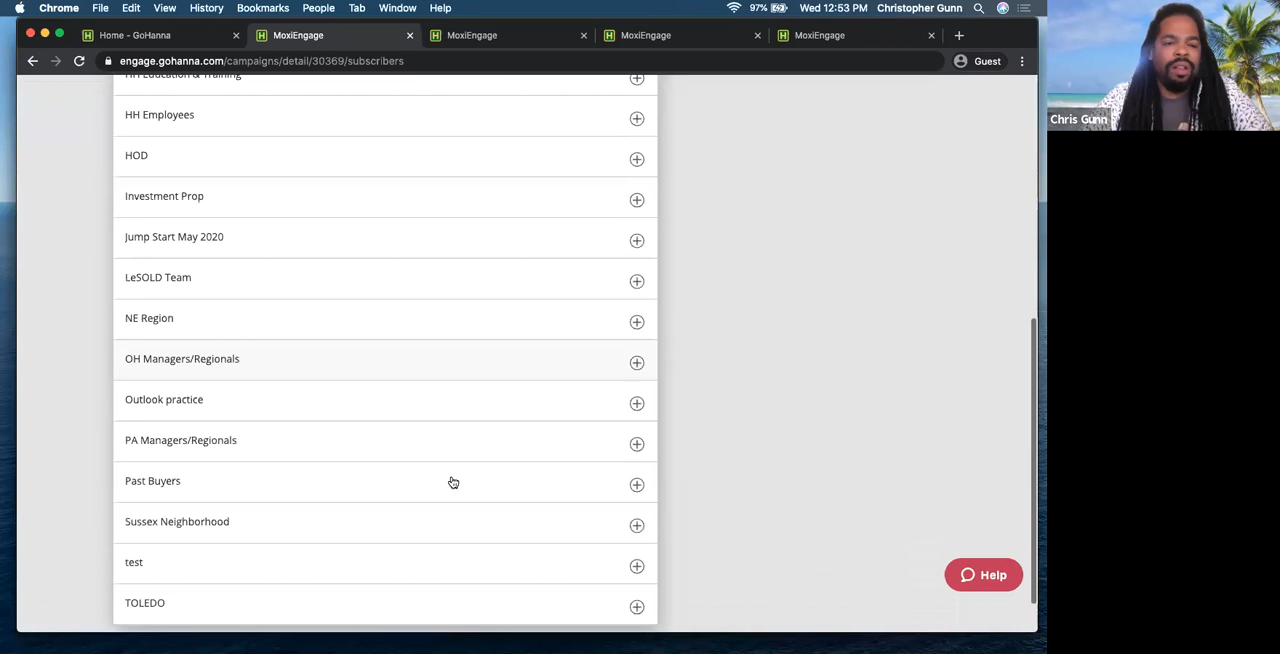 Chrome File Edit View History Bookmarks People Tab Window Help 97% Wed 12:53 PM Christopher Gunn
Home - GoHanna MoxiEngage MoxiEngage MoxiEngage MoxiEngage
engage.gohanna.com/campaigns/detail/30369/subscribers Guest
HH Education & Training
HH Employees
HOD
Investment Prop
Jump Start May 2020
LeSOLD Team
NE Region
OH Managers/Regionals
Outlook practice
PA Managers/Regionals
Past Buyers
Sussex Neighborhood
test
TOLEDO
Help
Chris Gunn